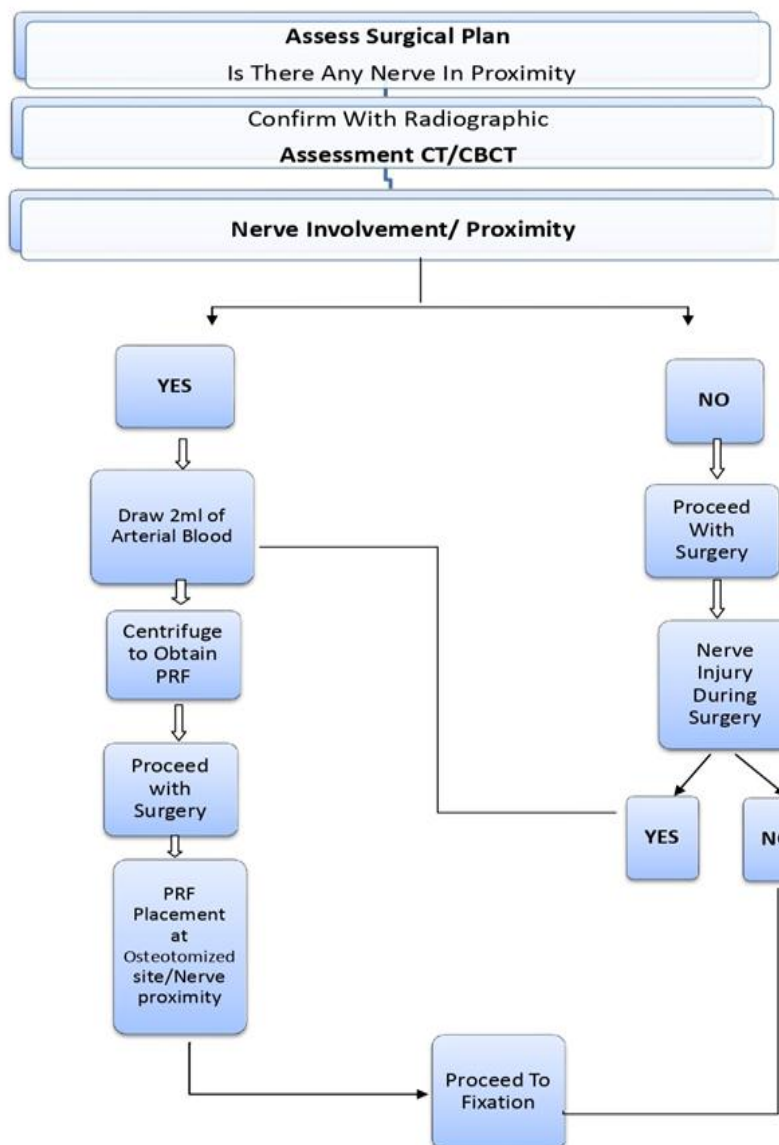 Assess Surgical Plan
Is There Any Nerve In Proximity
Confirm With Radiographic
Assessment CT/CBCT
Nerve Involvement/ Proximity
YES
Draw 2ml of
Arterial Blood
Centrifuge
to Obtain
PRF
Proceed
with
Surgery
PRF
Placement
at
Osteotomized
site/Nerve
proximity
NO
Proceed
With
Surgery
Nerve
Injury
During
Surgery
YES
NO
Proceed To
Fixation